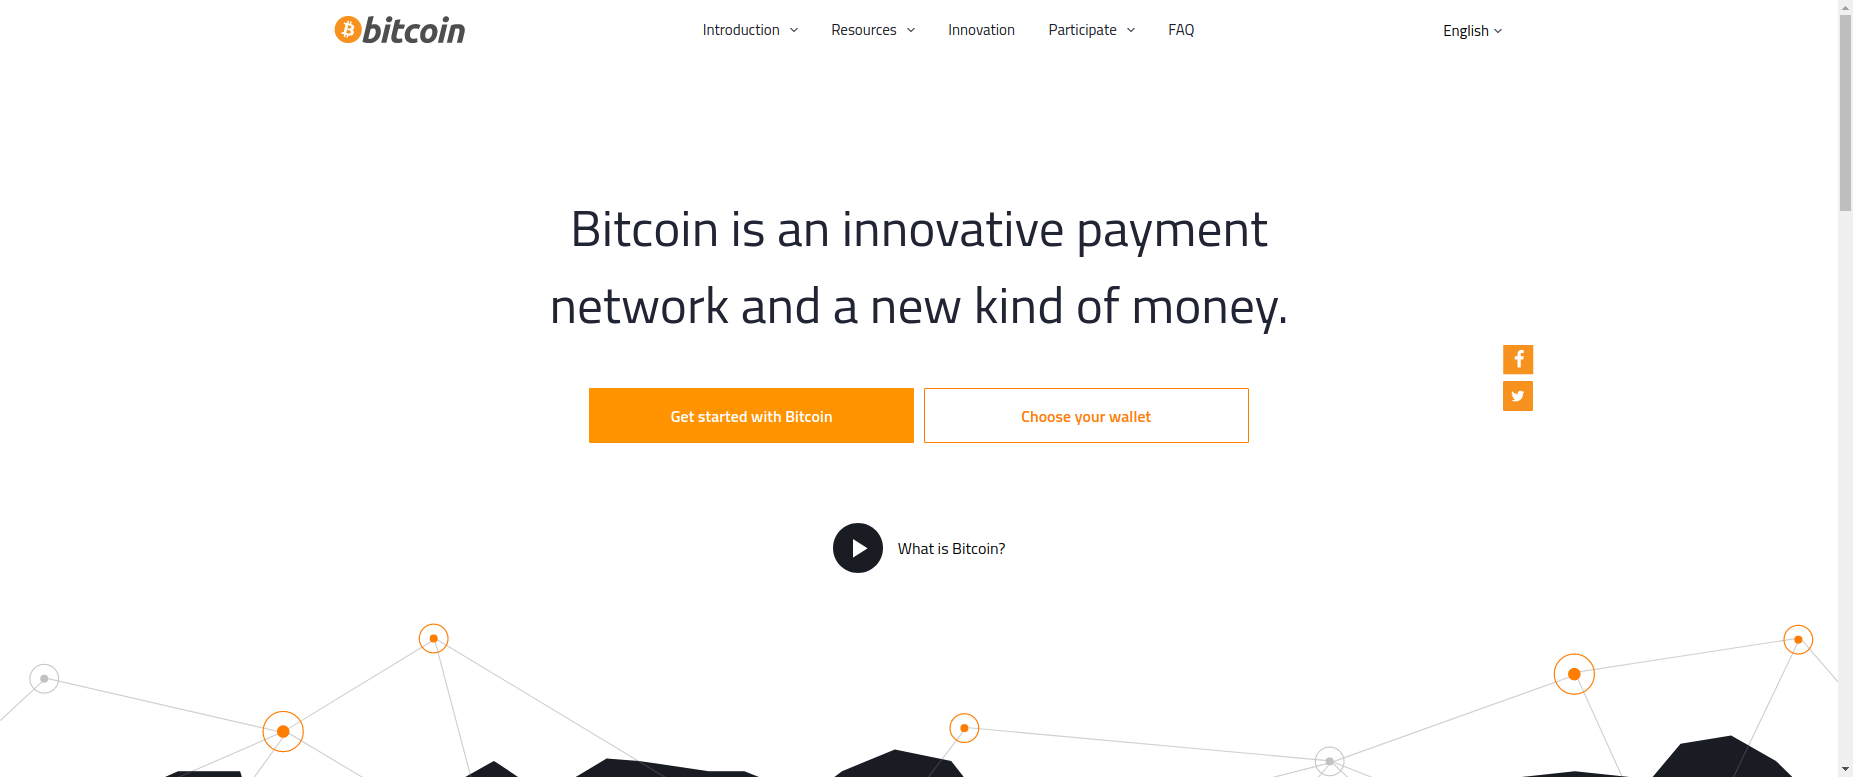 bitcoin
Introduction
Resources
Innovation
Participate
FAQ
English
Bitcoin is an innovative payment
network and a new kind of money.
Get started with Bitcoin
Choose your wallet
What is Bitcoin?